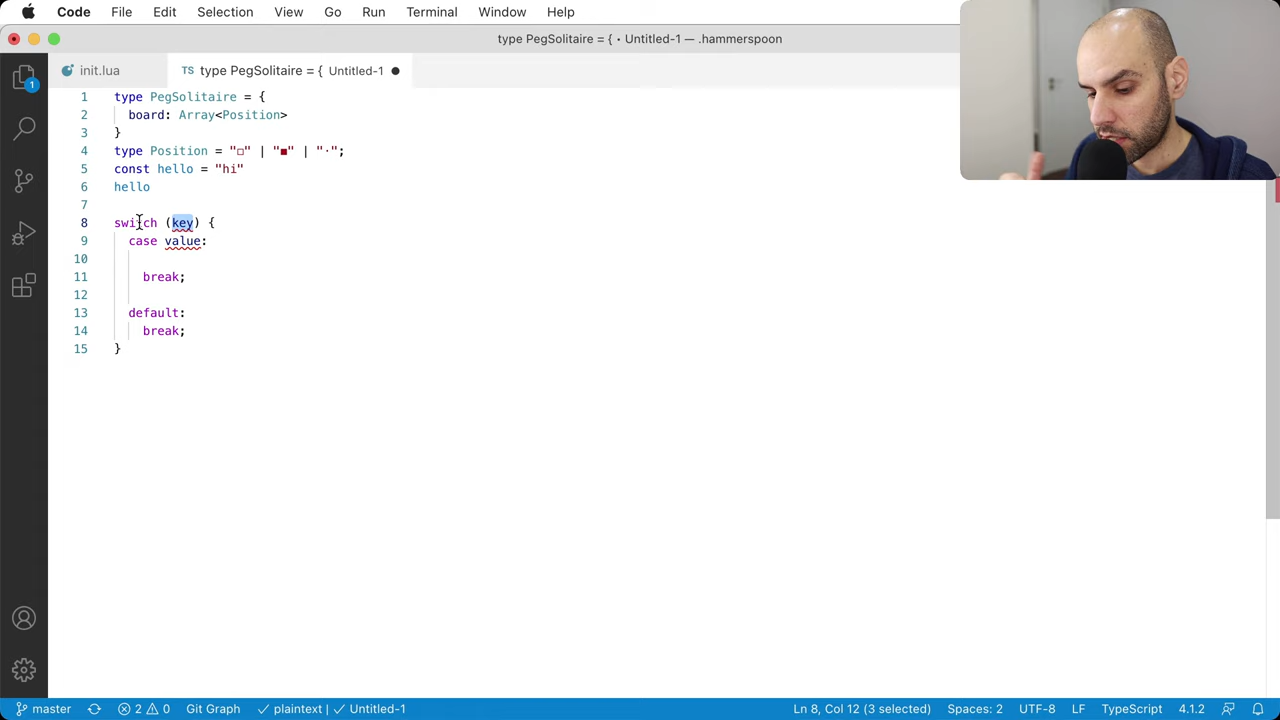 Code File Edit Selection View Go Run Terminal Window Help
type PegSolitaire = { • Untitled-1 — .hammerspoon
init.lua
TS type PegSolitaire = { Untitled-1
1
1 type PegSolitaire = {
2 board: Array<Position>
3 }
4 type Position = "□" | "■" | "·";
5 const hello = "hi"
6 hello
7
8 switch (key) {
9 case value:
10
11 break;
12
13 default:
14 break;
15 }
master 2 0 Git Graph ✓ plaintext | ✓ Untitled-1 Ln 8, Col 12 (3 selected) Spaces: 2 UTF-8 LF TypeScript 4.1.2